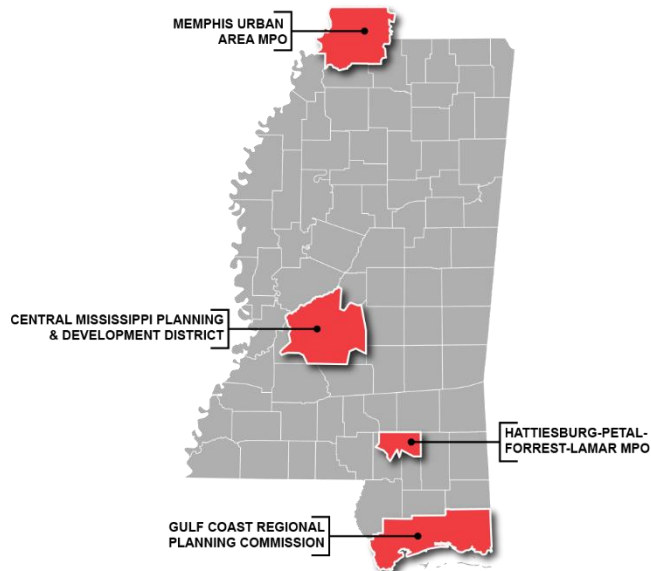 MEMPHIS URBAN
AREA MPO
CENTRAL MISSISSIPPI PLANNING
& DEVELOPMENT DISTRICT
HATTIESBURG-PETAL-
FORREST-LAMAR MPO
GULF COAST REGIONAL
PLANNING COMMISSION